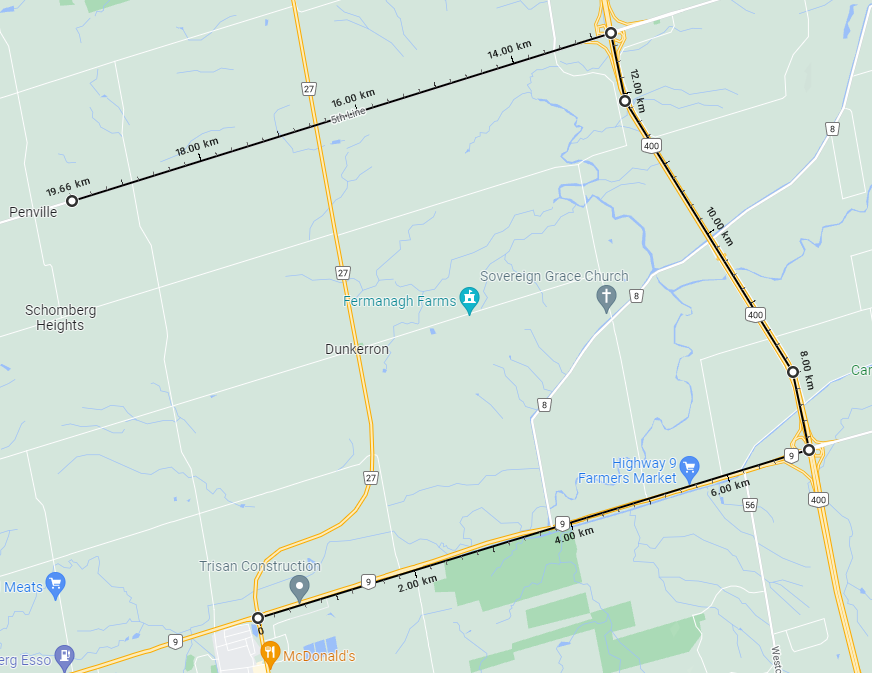 14.00 km
12.00 km
27
16.00 km
5th Line
8
400
18.00 km
19.66 km
Penville
10.00 km
27
Sovereign Grace Church
8
Fermanagh Farms
Schomberg
Heights
400
Dunkerron
8.00 km
Car
8
9
Highway 9
Farmers Market
27
6.00 km
56
400
9
4.00 km
Trisan Construction
9
2.00 km
Meats
0
9
erg Esso
McDonald's
Westo